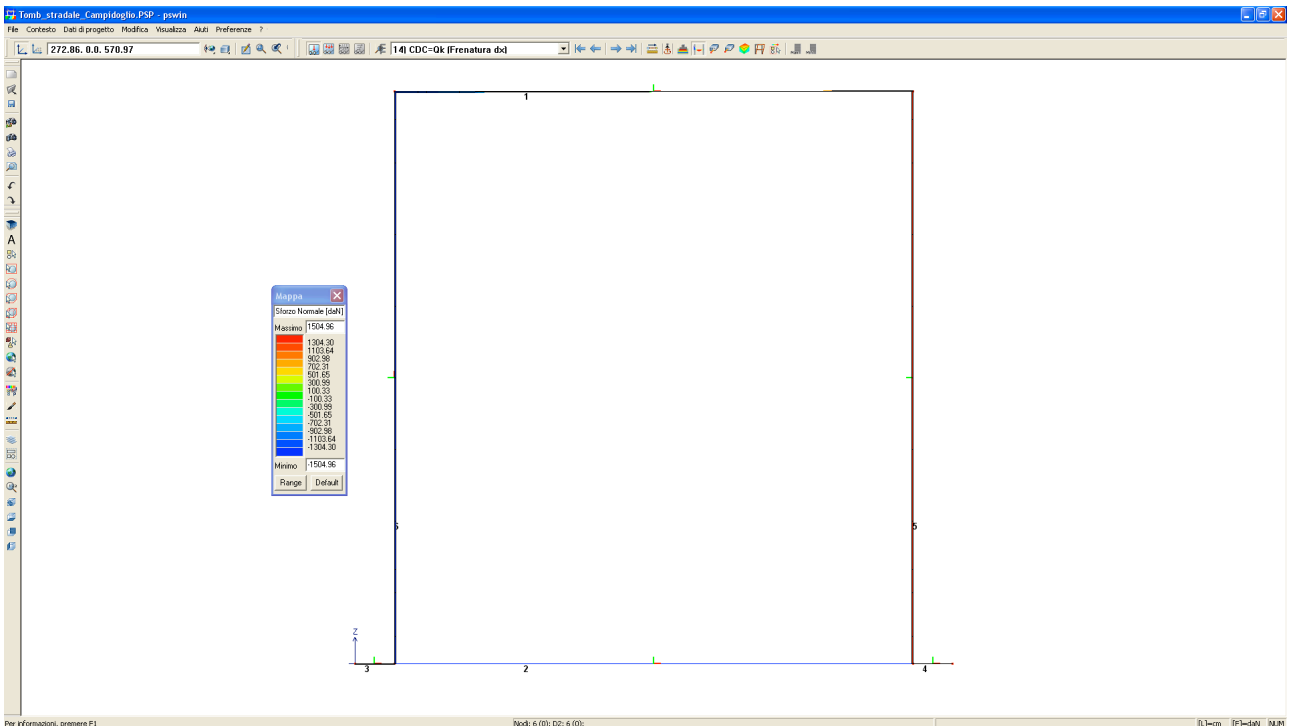 Tomb_stradale_Campidoglio.PSP - pswin
File Contesto Dati di progetto Modifica Visualizza Aiuti Preferenze ?
272.86. 0.0. 570.97
14) CDC=Qk (Frenatura dx)
1
A
Mappa
Sforzo Normale [daN]
Massimo 1504.96
1304.30
1103.64
902.98
702.31
501.65
300.99
100.33
-100.33
-300.99
-501.65
-702.31
-902.98
-1103.64
-1304.30
Minimo -1504.96
Range Default
5
Z
3
2
4
Per informazioni, premere F1
Nodi: 6 (0); D2: 6 (0);
[L]=cm [F]=daN NUM